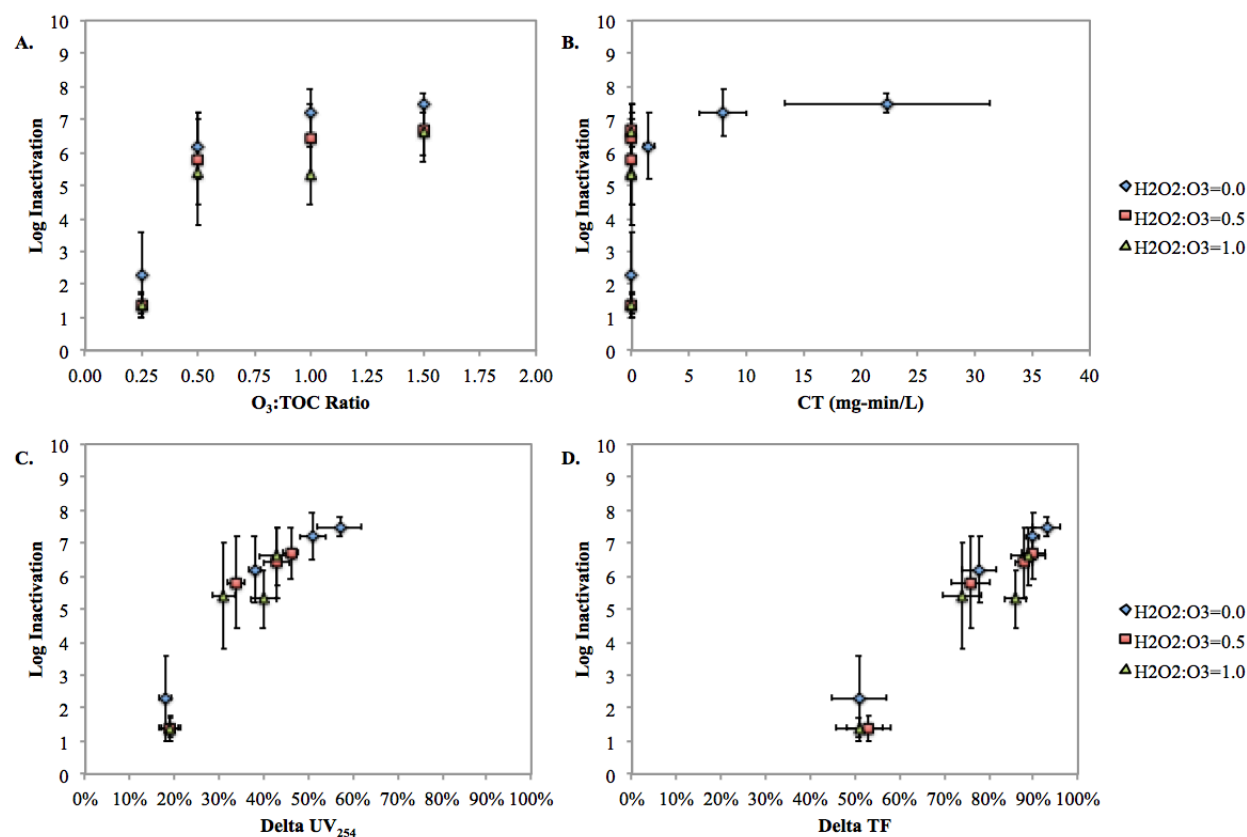 A.
Log Inactivation
10
9
8
7
6
5
4
3
2
1
0
0.00 0.25 0.50 0.75 1.00 1.25 1.50 1.75 2.00
O₃:TOC Ratio
B.
Log Inactivation
10
9
8
7
6
5
4
3
2
1
0
0 5 10 15 20 25 30 35 40
CT (mg-min/L)
H2O2:O3=0.0
H2O2:O3=0.5
H2O2:O3=1.0
C.
Log Inactivation
10
9
8
7
6
5
4
3
2
1
0
0% 10% 20% 30% 40% 50% 60% 70% 80% 90% 100%
Delta UV₂₅₄
D.
Log Inactivation
10
9
8
7
6
5
4
3
2
1
0
0% 10% 20% 30% 40% 50% 60% 70% 80% 90% 100%
Delta TF
H2O2:O3=0.0
H2O2:O3=0.5
H2O2:O3=1.0